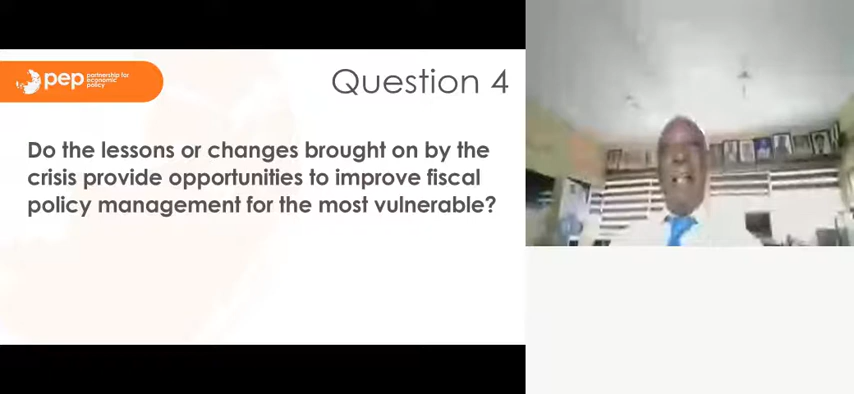 pep partnership for
economic
policy
Question 4
Do the lessons or changes brought on by the
crisis provide opportunities to improve fiscal
policy management for the most vulnerable?